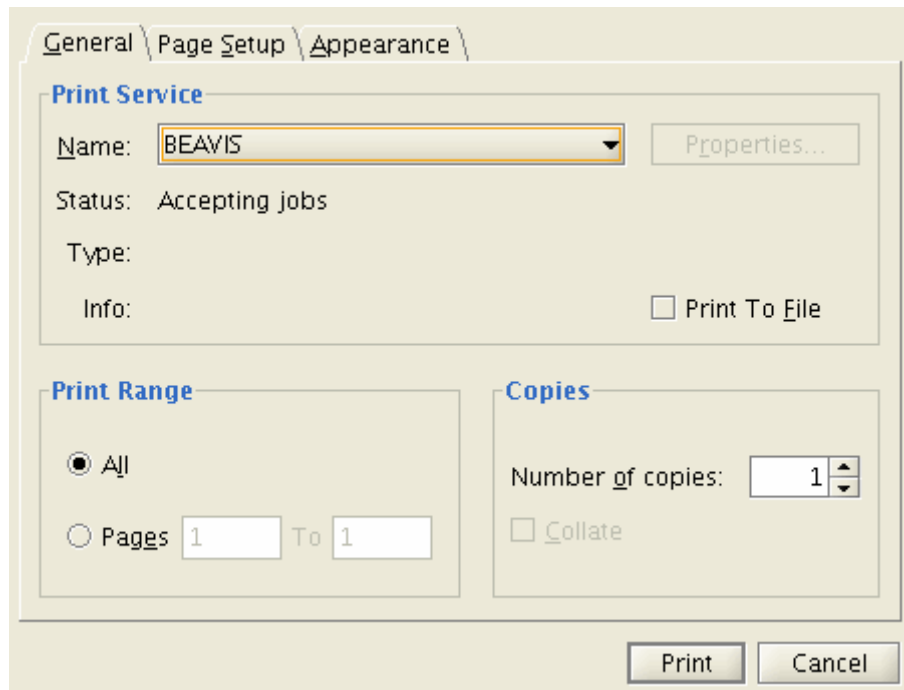 General Page Setup Appearance
Print Service
Name: BEAVIS Properties...
Status: Accepting jobs
Type:
Info: Print To File
Print Range
All
Pages 1 To 1
Copies
Number of copies: 1
Collate
Print Cancel